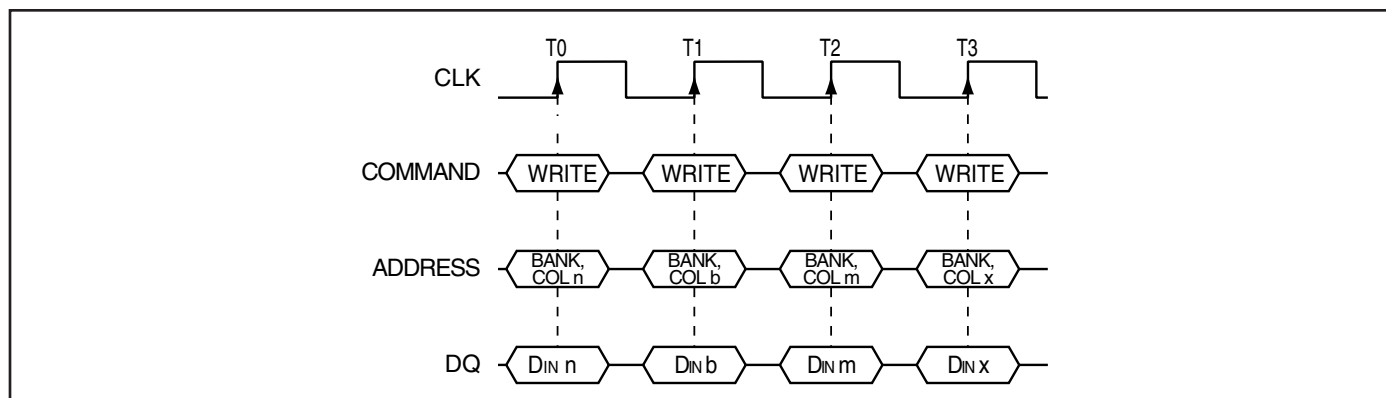 T0 T1 T2 T3
CLK
COMMAND WRITE WRITE WRITE WRITE
ADDRESS BANK, COL n BANK, COL b BANK, COL m BANK, COL x
DQ DIN n DIN b DIN m DIN x